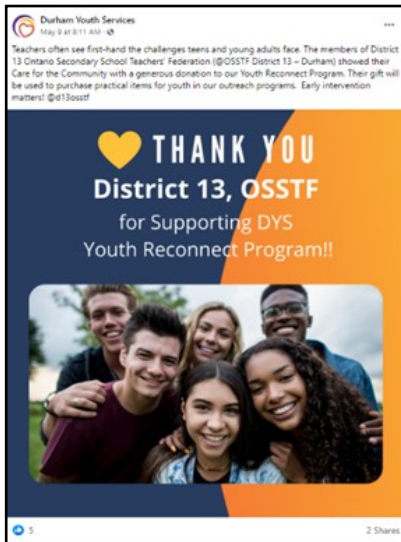 Durham Youth Services
May 9 at 8:11 AM ·
Teachers often see first-hand the challenges teens and young adults face. The members of District
13 Ontario Secondary School Teachers' Federation (@OSSTF District 13 – Durham) showed their
Care for the Community with a generous donation to our Youth Reconnect Program. Their gift will
be used to purchase practical items for youth in our outreach programs. Early intervention
matters! @d13osstf
THANK YOU
District 13, OSSTF
for Supporting DYS
Youth Reconnect Program!!
5
2 Shares